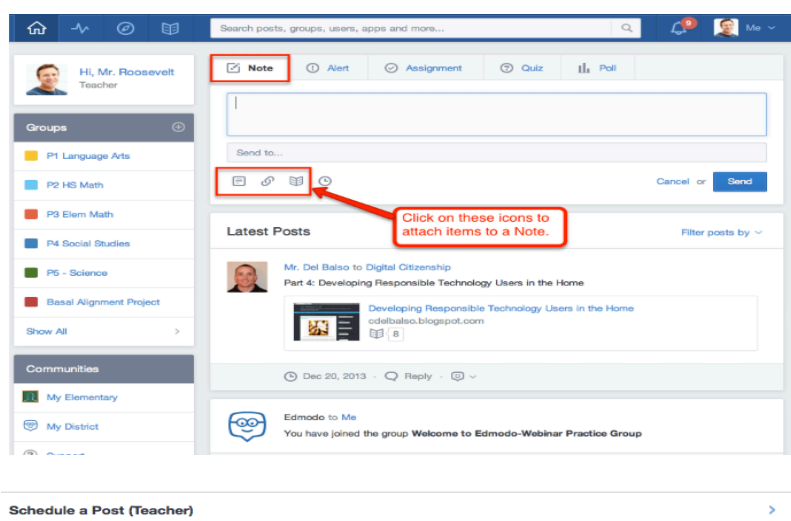 Search posts, groups, users, apps and more...
9
Me
Hi, Mr. Roosevelt
Teacher
Groups
P1 Language Arts
P2 HS Math
P3 Elem Math
P4 Social Studies
P5 - Science
Basal Alignment Project
Show All
Communities
My Elementary
My District
Support
Note
Alert
Assignment
Quiz
Poll
Send to...
Cancel or Send
Click on these icons to
attach items to a Note.
Latest Posts
Filter posts by
Mr. Del Balso to Digital Citizenship
Part 4: Developing Responsible Technology Users in the Home
Developing Responsible Technology Users in the Home
cdelbalso.blogspot.com
8
Dec 20, 2013 · Reply ·
Edmodo to Me
You have joined the group Welcome to Edmodo-Webinar Practice Group
Schedule a Post (Teacher)